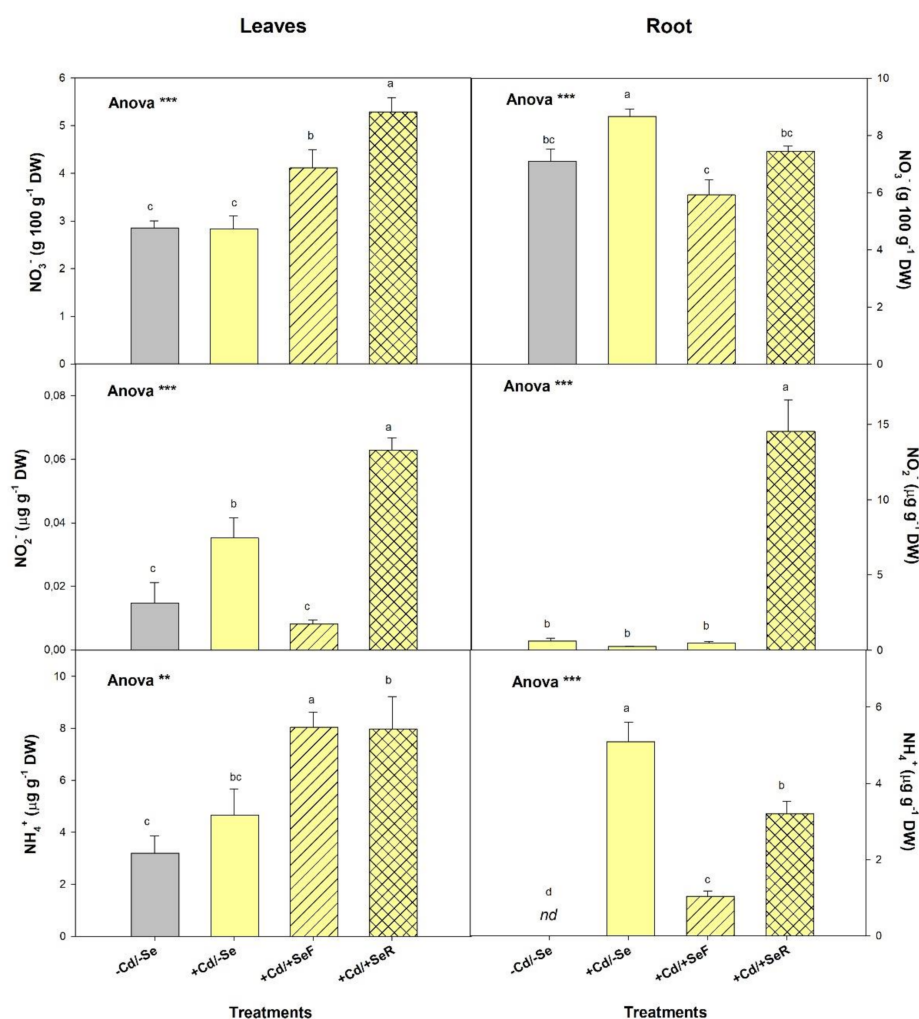 Leaves Root
Anova ***
a
b
c
c
6
5
4
3
2
1
0
NO₃⁻ (g 100 g⁻¹ DW)
Anova ***
a
bc
bc
c
10
8
6
4
2
0
NO₃⁻ (g 100 g⁻¹ DW)
Anova ***
a
b
c
c
0,08
0,06
0,04
0,02
0,00
NO₂⁻ (µg g⁻¹ DW)
Anova ***
a
b
b
b
15
10
5
0
NO₂⁻ (µg g⁻¹ DW)
Anova **
a
b
bc
c
10
8
6
4
2
0
NH₄⁺ (µg g⁻¹ DW)
Anova ***
a
b
c
d
nd
6
4
2
0
NH₄⁺ (µg g⁻¹ DW)
-Cd/-Se +Cd/-Se +Cd/+SeF +Cd/+SeR
-Cd/-Se +Cd/-Se +Cd/+SeF +Cd/+SeR
Treatments Treatments